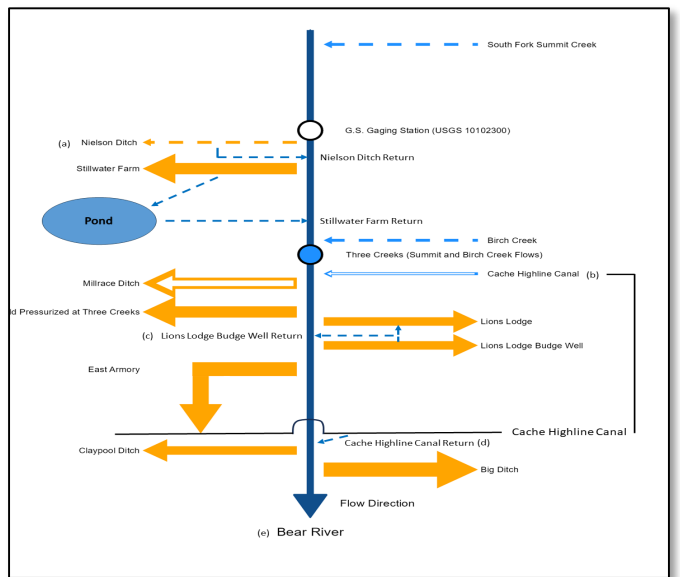 South Fork Summit Creek
G.S. Gaging Station (USGS 10102300)
(a) Nielson Ditch
Nielson Ditch Return
Stillwater Farm
Pond
Stillwater Farm Return
Birch Creek
Three Creeks (Summit and Birch Creek Flows)
Cache Highline Canal (b)
Millrace Ditch
ld Pressurized at Three Creeks
Lions Lodge
(c) Lions Lodge Budge Well Return
Lions Lodge Budge Well
East Armory
Cache Highline Canal
Cache Highline Canal Return (d)
Claypool Ditch
Big Ditch
Flow Direction
(e) Bear River